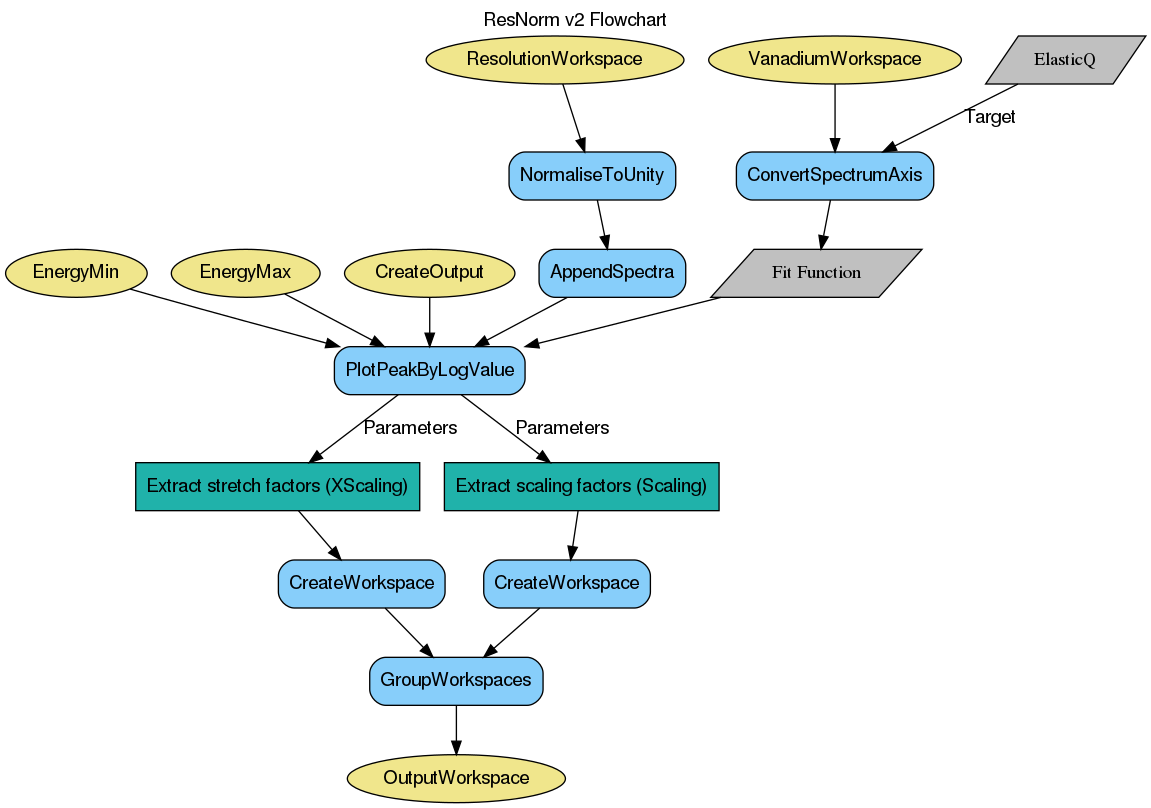 ResNorm v2 Flowchart
ResolutionWorkspace
VanadiumWorkspace
ElasticQ
Target
NormaliseToUnity
ConvertSpectrumAxis
EnergyMin
EnergyMax
CreateOutput
AppendSpectra
Fit Function
PlotPeakByLogValue
Parameters
Parameters
Extract stretch factors (XScaling)
Extract scaling factors (Scaling)
CreateWorkspace
CreateWorkspace
GroupWorkspaces
OutputWorkspace